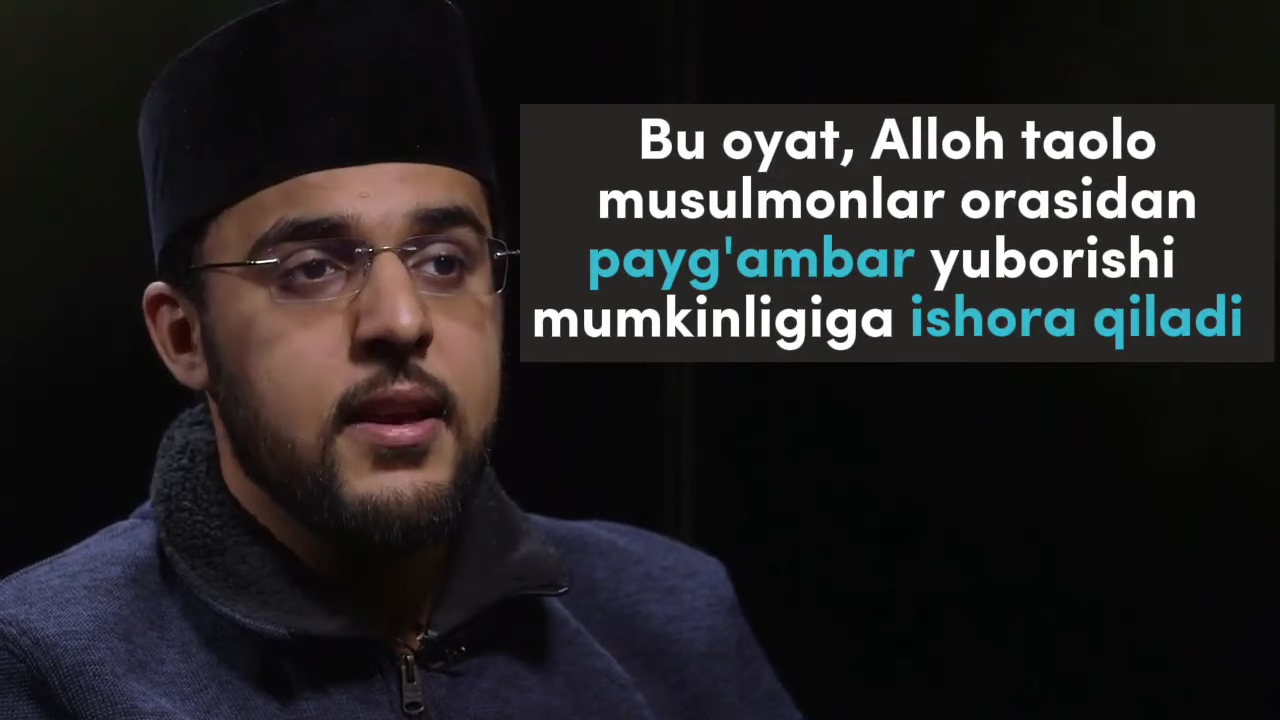 Bu oyat, Alloh taolo
musulmonlar orasidan
payg'ambar yuborishi
mumkinligiga ishora qiladi